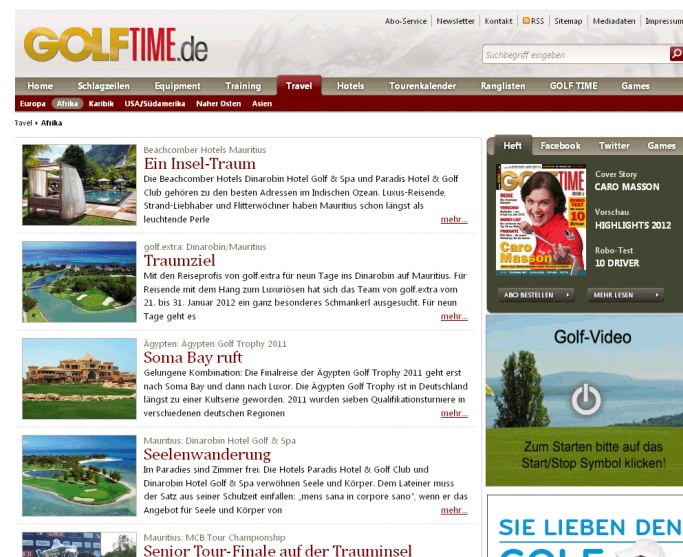 Abo-Service Newsletter Kontakt RSS Sitemap Mediadaten Impressum
GOLFTIME.de
Suchbegriff eingeben
Home Schlagzeilen Equipment Training Travel Hotels Tourenkalender Ranglisten GOLF TIME Games
Europa Afrika Karibik USA/Südamerika Naher Osten Asien
Travel Afrika
Beachcomber Hotels Mauritius
Ein Insel-Traum
Die Beachcomber Hotels Dinarobin Hotel Golf & Spa und Paradis Hotel & Golf
Club gehören zu den besten Adressen im Indischen Ozean. Luxus-Reisende,
Strand-Liebhaber und Flitterwöchner haben Mauritius schon längst als
leuchtende Perle mehr...
golf.extra: Dinarobin/Mauritius
Traumziel
Mit den Reiseprofis von golf.extra für neun Tage ins Dinarobin auf Mauritius. Für
Reisende mit dem Hang zum Luxuriösen hat sich das Team von golf.extra vom
21. bis 31. Januar 2012 ein ganz besonderes Schmankerl ausgesucht. Für neun
Tage geht es mehr...
Ägypten: Ägypten Golf Trophy 2011
Soma Bay ruft
Gelungene Kombination: Die Finalreise der Ägypten Golf Trophy 2011 geht erst
nach Soma Bay und dann nach Luxor. Die Ägypten Golf Trophy ist in Deutschland
längst zu einer Kultserie geworden. 2011 wurden sieben Qualifikationsturniere in
verschiedenen deutschen Regionen mehr...
Mauritius: Dinarobin Hotel Golf & Spa
Seelenwanderung
Im Paradies sind Zimmer frei. Die Hotels Paradis Hotel & Golf Club und
Dinarobin Hotel Golf & Spa verwöhnen Seele und Körper. Dem Lateiner muss
der Satz aus seiner Schulzeit einfallen: „mens sana in corpore sano", wenn er das
Angebot für Seele und Körper von mehr...
Mauritius: MCB Tour Championship
Senior Tour-Finale auf der Trauminsel
Heft Facebook Twitter Games
GOLF TIME
Caro
Masson
Cover Story
CARO MASSON
Vorschau
HIGHLIGHTS 2012
Robo-Test
10 DRIVER
ABO BESTELLEN MEHR LESEN
Golf-Video
Zum Starten bitte auf das
Start/Stop Symbol klicken!
SIE LIEBEN DEN
GOLF